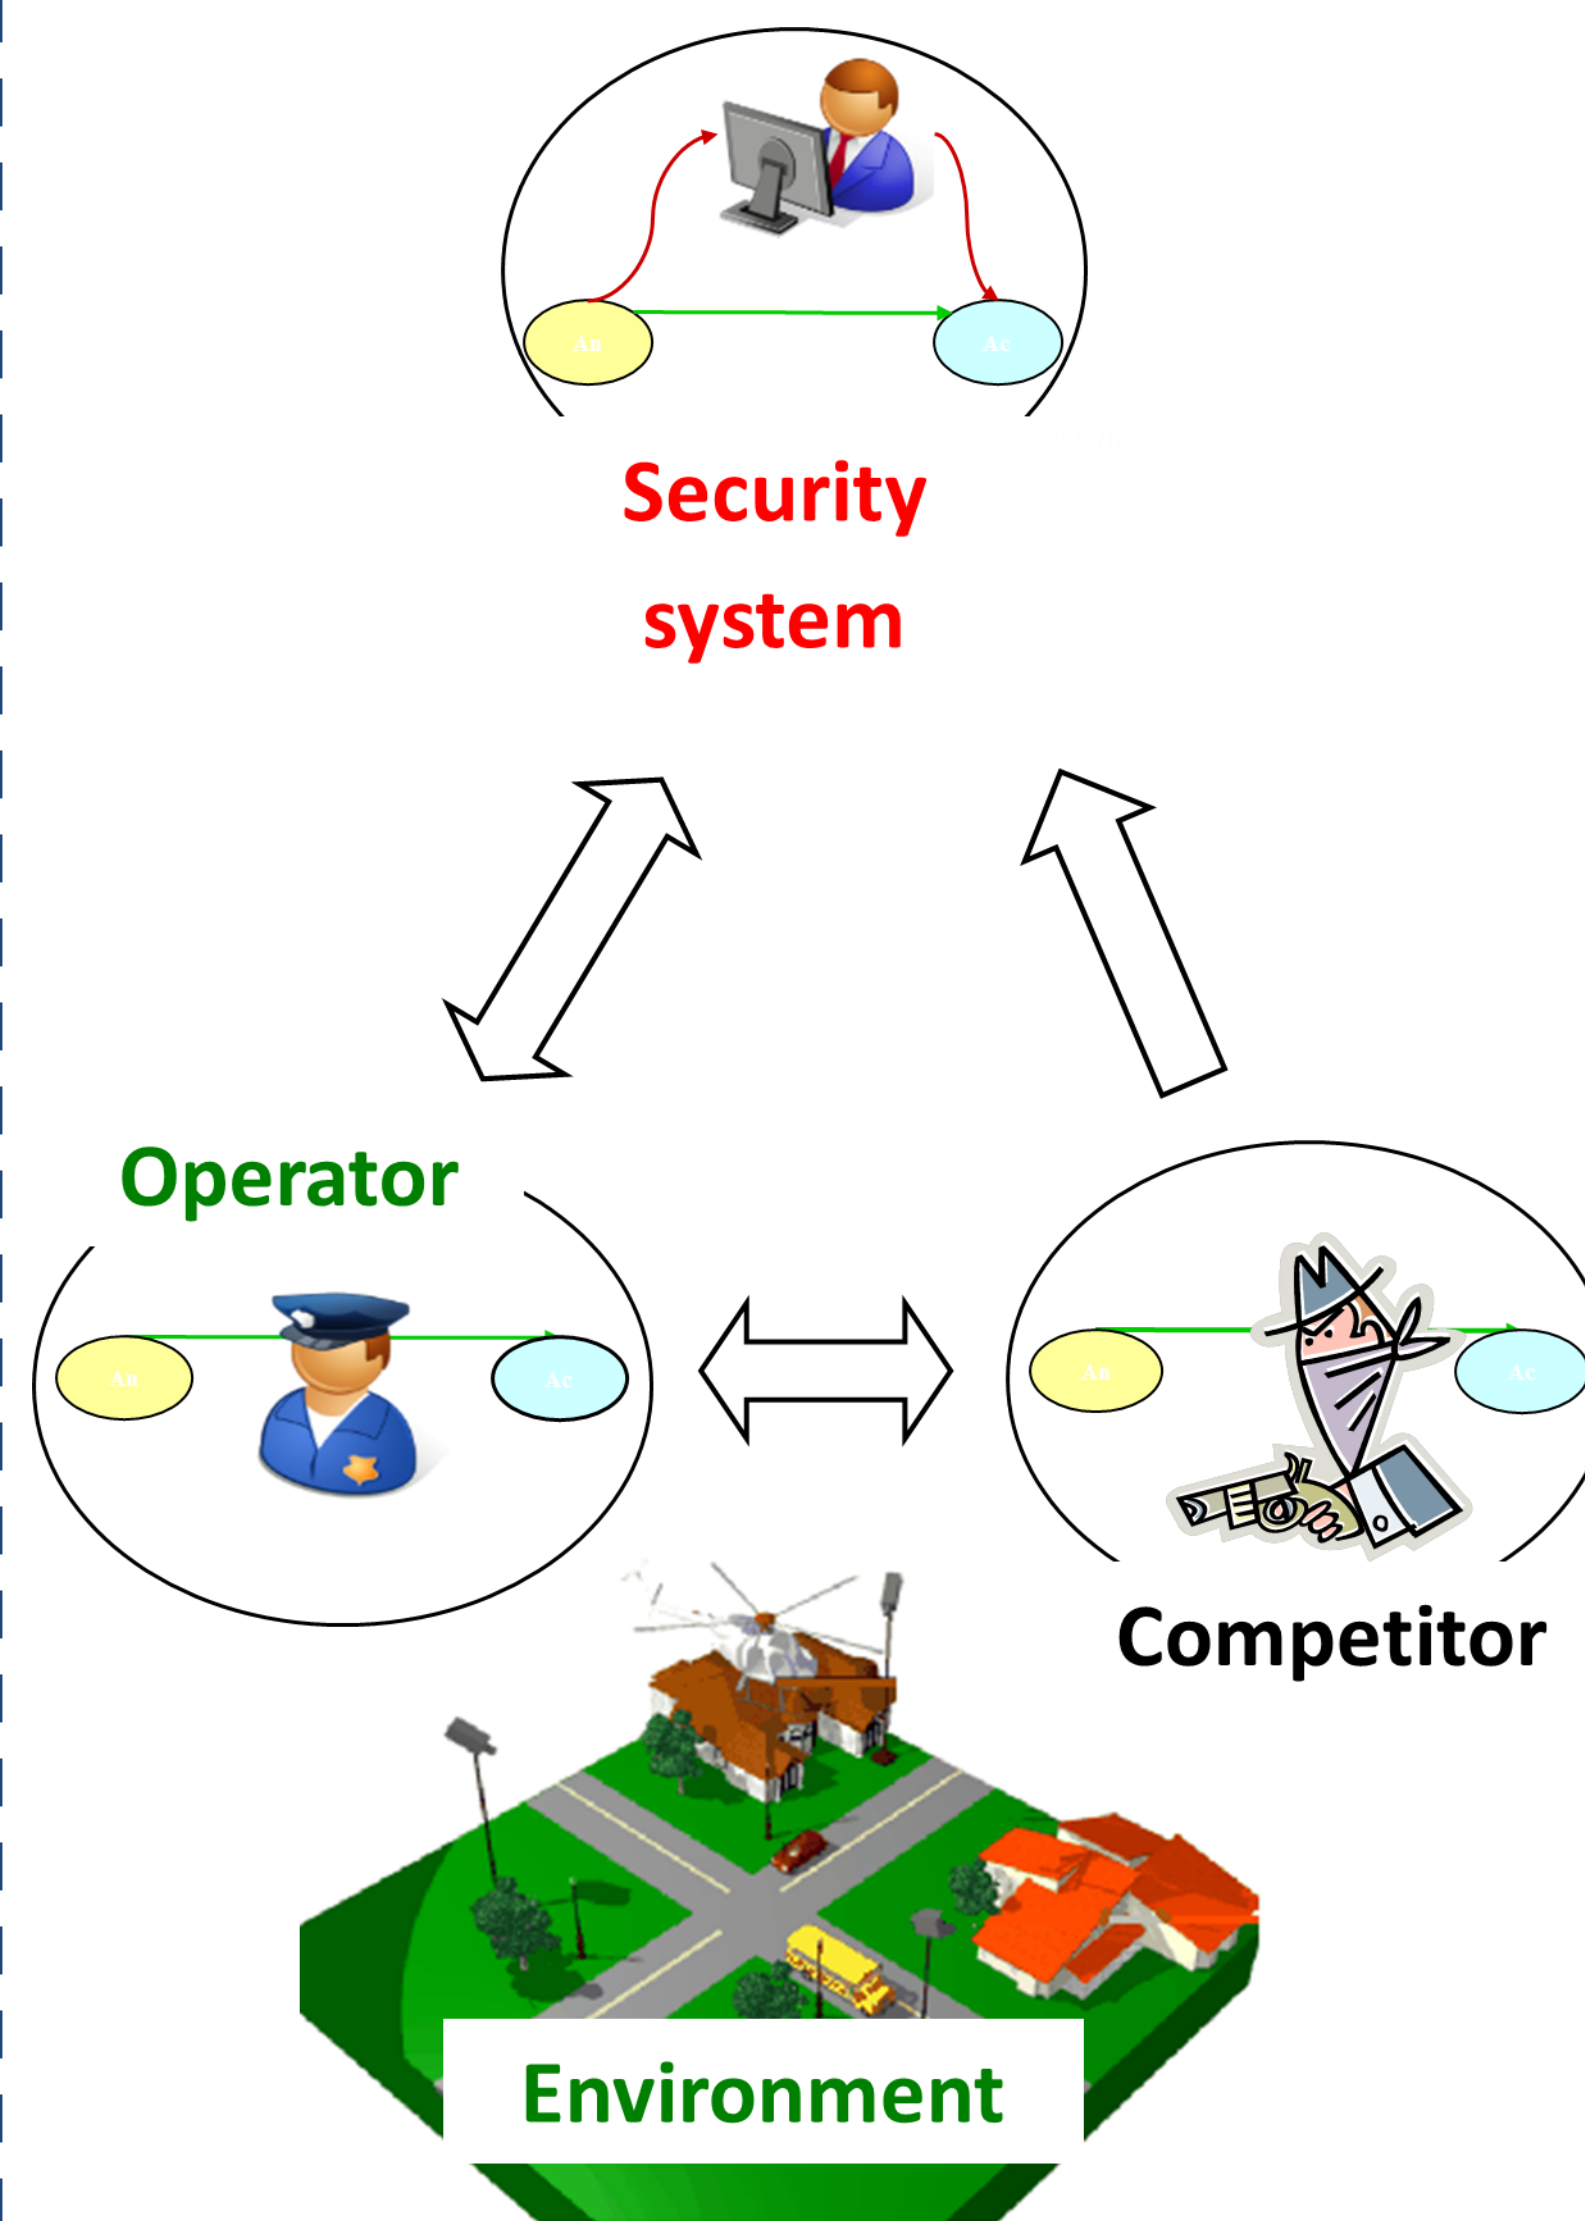 An
Ac
Security
system
Operator
An
Ac
An
Ac
Competitor
Environment